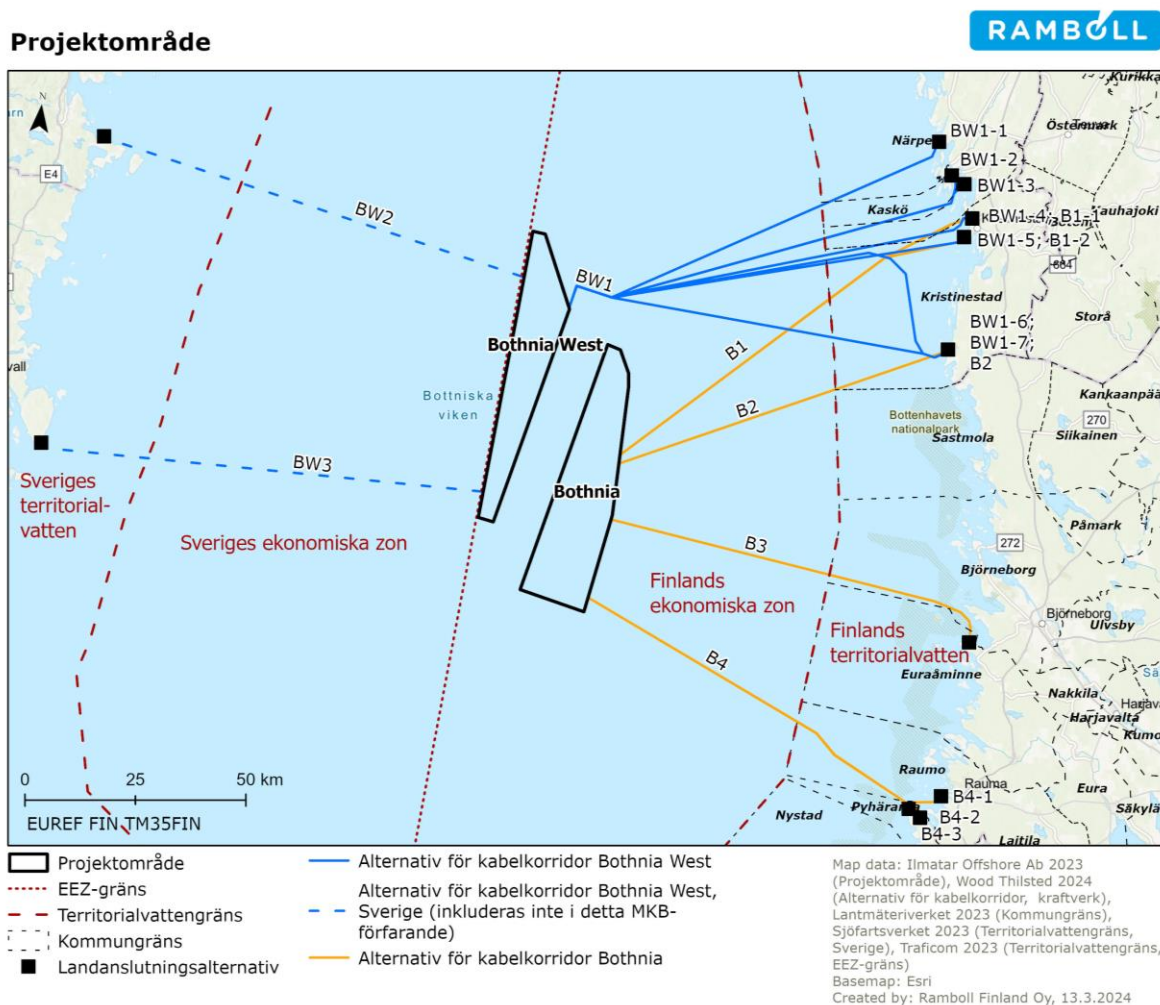 Projektområde
RAMBOLL
N
E4
vall
BW2
BW3
Sveriges
territorial-
vatten
Sveriges ekonomiska zon
Bottniska
viken
Bothnia West
Bothnia
BW1
B1
B2
B3
B4
Finlands
ekonomiska zon
Finlands
territorialvatten
Kurikka
Östermark
Närpes
BW1-1
BW1-2
BW1-3
Kaskö
BW1-4; B1-1
BW1-5; B1-2
684
Kristinestad
Storå
BW1-6;
BW1-7;
B2
Kankaanpää
Bottenhavets
nationalpark
270
Sastmola
Siikainen
Påmark
272
Björneborg
Björneborg
Ulvsby
Euraåminne
Nakkila
Harjavalta
Kumo
Raumo
Rauma
Eura
Nystad
Pyhäranta
B4-1
B4-2
B4-3
Säkylä
Laitila
0 25 50 km
EUREF FIN TM35FIN
Projektområde
EEZ-gräns
Territorialvattengräns
Kommungräns
Landanslutningsalternativ
Alternativ för kabelkorridor Bothnia West
Alternativ för kabelkorridor Bothnia West,
Sverige (inkluderas inte i detta MKB-
förfarande)
Alternativ för kabelkorridor Bothnia
Map data: Ilmatar Offshore Ab 2023
(Projektområde), Wood Thilsted 2024
(Alternativ för kabelkorridor, kraftverk),
Lantmäteriverket 2023 (Kommungräns),
Sjöfartsverket 2023 (Territorialvattengräns,
Sverige), Traficom 2023 (Territorialvattengräns,
EEZ-gräns)
Basemap: Esri
Created by: Ramboll Finland Oy, 13.3.2024